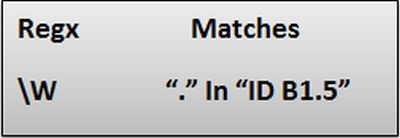 Regx Matches
\W “.” In “ID B1.5”